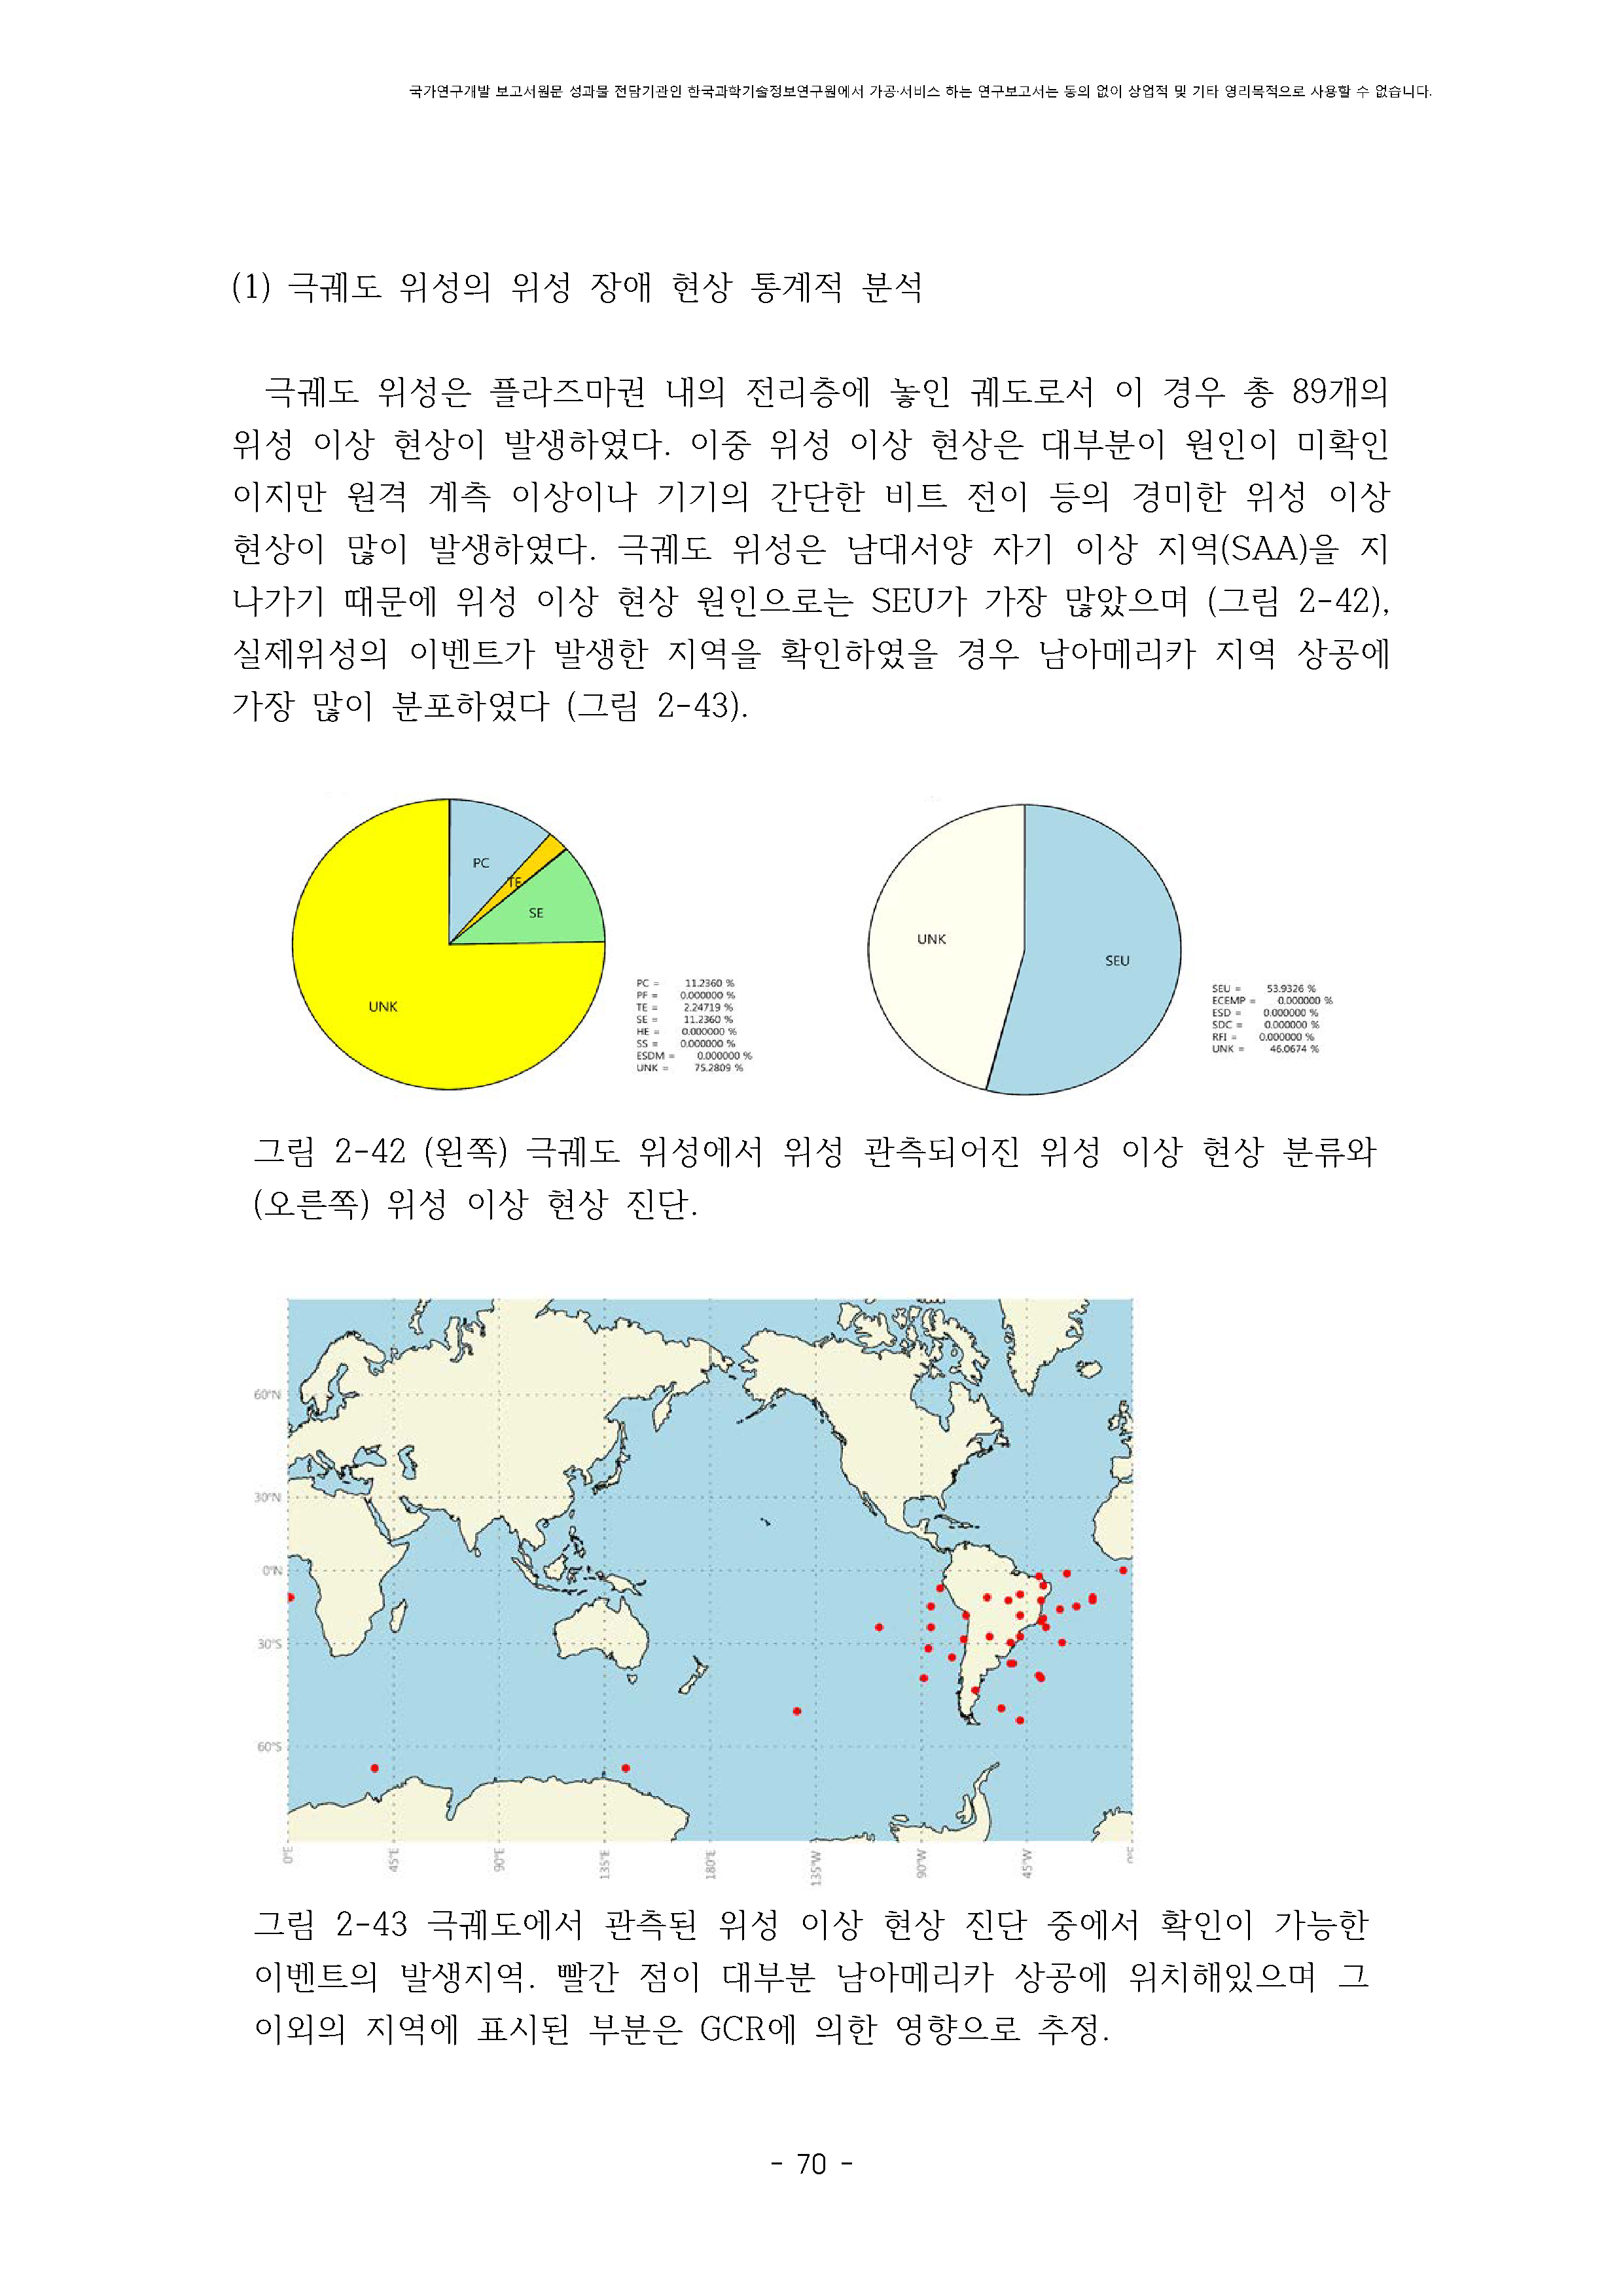 국가연구개발 보고서원문 성과물 전담기관인 한국과학기술정보연구원에서 가공·서비스 하는 연구보고서는 동의 없이 상업적 및 기타 영리목적으로 사용할 수 없습니다.
(1) 극궤도 위성의 위성 장애 현상 통계적 분석
극궤도 위성은 플라즈마권 내의 전리층에 놓인 궤도로서 이 경우 총 89개의
위성 이상 현상이 발생하였다. 이중 위성 이상 현상은 대부분이 원인이 미확인
이지만 원격 계측 이상이나 기기의 간단한 비트 전이 등의 경미한 위성 이상
현상이 많이 발생하였다. 극궤도 위성은 남대서양 자기 이상 지역(SAA)을 지
나가기 때문에 위성 이상 현상 원인으로는 SEU가 가장 많았으며 (그림 2-42),
실제위성의 이벤트가 발생한 지역을 확인하였을 경우 남아메리카 지역 상공에
가장 많이 분포하였다 (그림 2-43).
PC
TE
SE
UNK
PC = 11.2360 %
PF = 0.000000 %
TE = 2.24719 %
SE = 11.2360 %
HE = 0.000000 %
SS = 0.000000 %
ESDM = 0.000000 %
UNK = 75.2809 %
UNK
SEU
SEU = 53.9326 %
ECEMP = 0.000000 %
ESD = 0.000000 %
SDC = 0.000000 %
RFI = 0.000000 %
UNK = 46.0674 %
그림 2-42 (왼쪽) 극궤도 위성에서 위성 관측되어진 위성 이상 현상 분류와
(오른쪽) 위성 이상 현상 진단.
60°N
30°N
0°N
30°S
60°S
0°E
45°E
90°E
135°E
180°E
135°W
90°W
45°W
0°E
그림 2-43 극궤도에서 관측된 위성 이상 현상 진단 중에서 확인이 가능한
이벤트의 발생지역. 빨간 점이 대부분 남아메리카 상공에 위치해있으며 그
이외의 지역에 표시된 부분은 GCR에 의한 영향으로 추정.
- 70 -